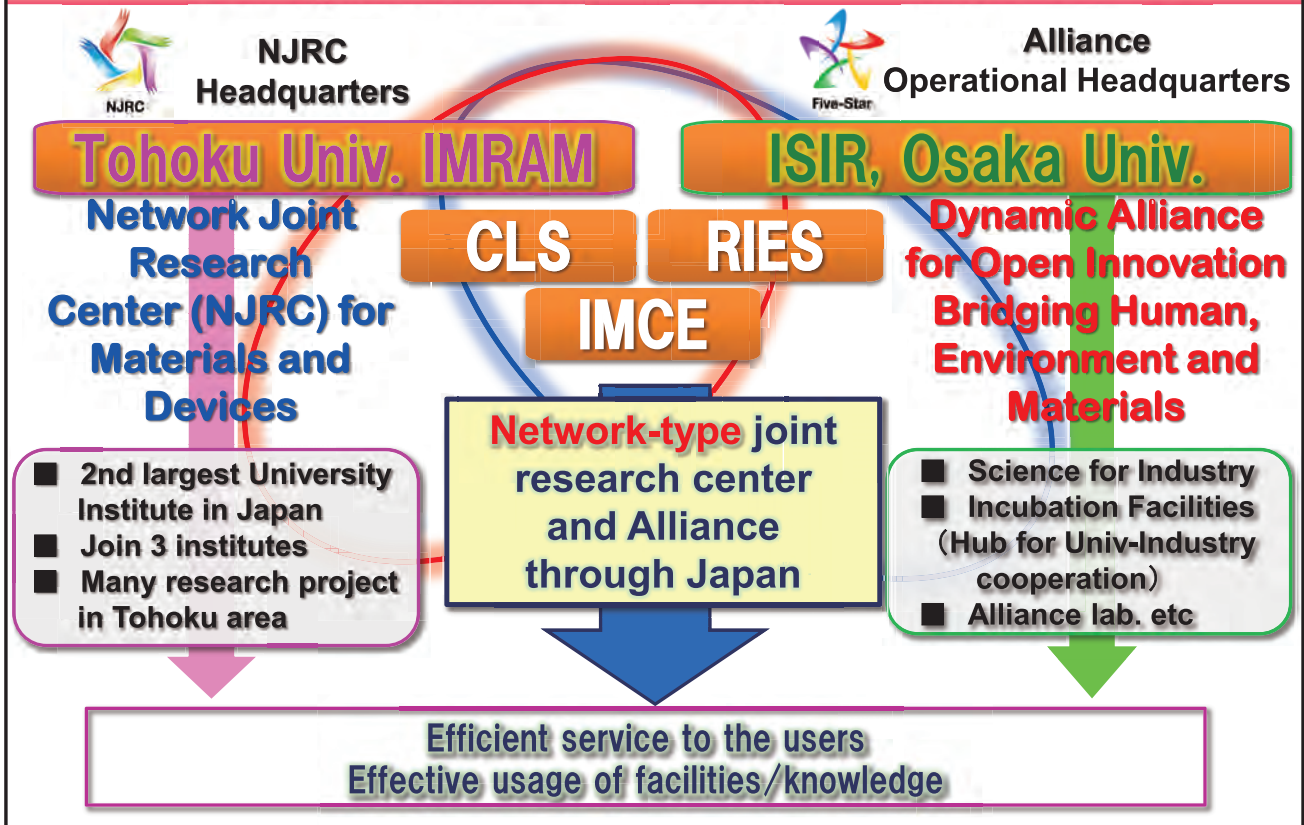 NJRC
NJRC
Headquarters
Five-Star
Alliance
Operational Headquarters
Tohoku Univ. IMRAM
ISIR, Osaka Univ.
CLS
RIES
IMCE
Network Joint
Research
Center (NJRC) for
Materials and
Devices
Dynamic Alliance
for Open Innovation
Bridging Human,
Environment and
Materials
■ 2nd largest University
Institute in Japan
■ Join 3 institutes
■ Many research project
in Tohoku area
Network-type joint
research center
and Alliance
through Japan
■ Science for Industry
■ Incubation Facilities
（Hub for Univ-Industry
cooperation）
■ Alliance lab. etc
Efficient service to the users
Effective usage of facilities/knowledge